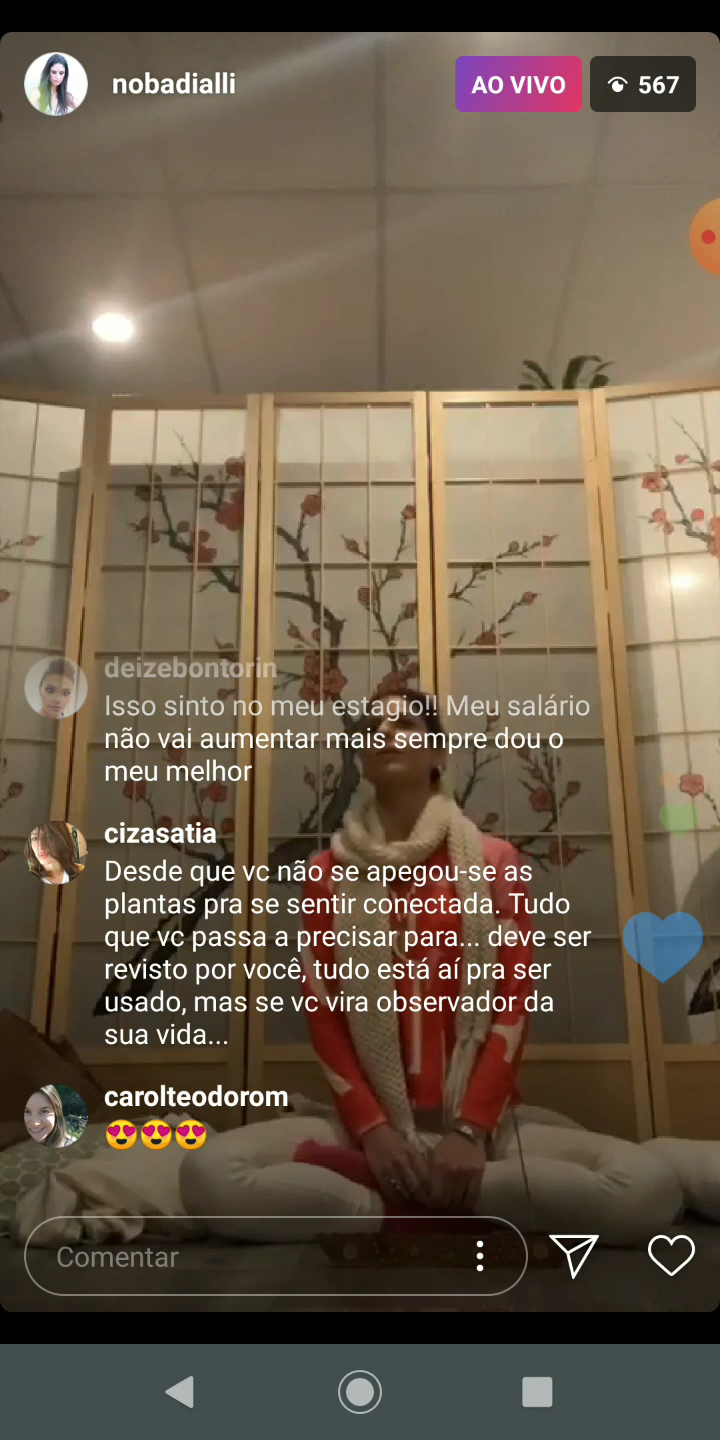 nobadialli
AO VIVO
567
deizebontorin
Isso sinto no meu estagio!! Meu salário
não vai aumentar mais sempre dou o
meu melhor
cizasatia
Desde que vc não se apegou-se as
plantas pra se sentir conectada. Tudo
que vc passa a precisar para... deve ser
revisto por você, tudo está aí pra ser
usado, mas se vc vira observador da
sua vida...
carolteodorom
😍😍😍
Comentar